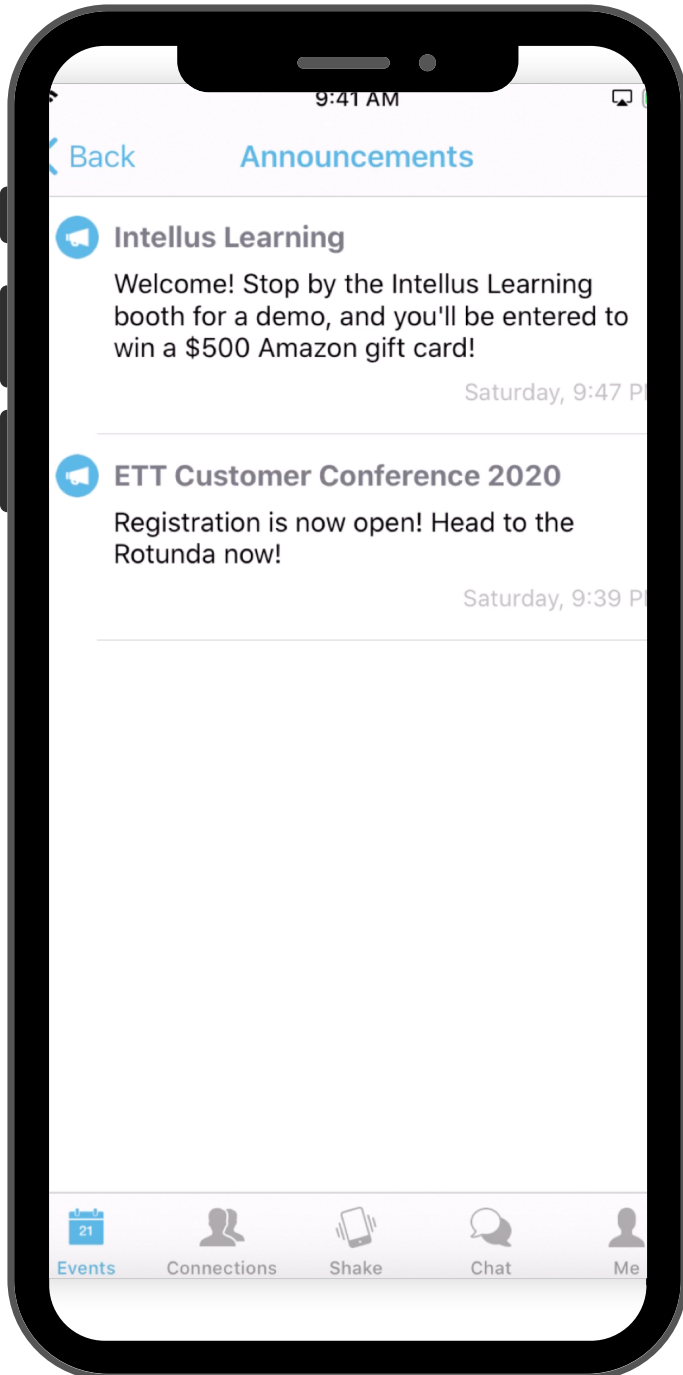 9:41 AM
Back
Announcements
Intellus Learning
Welcome! Stop by the Intellus Learning
booth for a demo, and you'll be entered to
win a $500 Amazon gift card!
Saturday, 9:47 P
ETT Customer Conference 2020
Registration is now open! Head to the
Rotunda now!
Saturday, 9:39 P
21
Events
Connections
Shake
Chat
Me